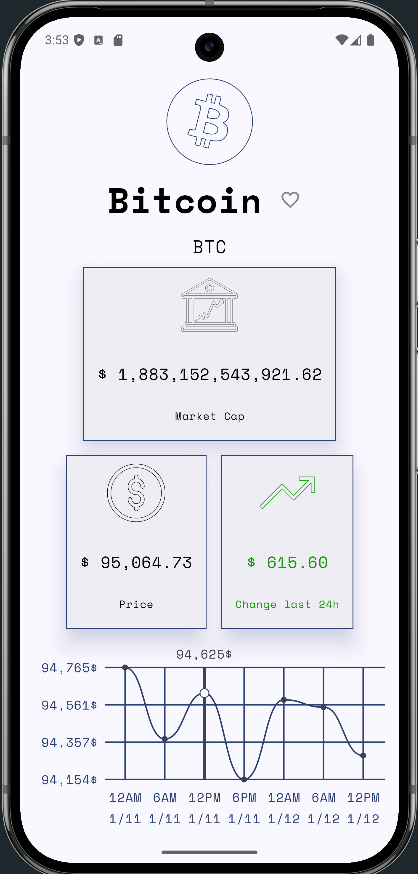 3:53
Bitcoin
BTC
$ 1,883,152,543,921.62
Market Cap
$ 95,064.73
Price
$ 615.60
Change last 24h
94,625$
94,765$
94,561$
94,357$
94,154$
12AM 6AM 12PM 6PM 12AM 6AM 12PM
1/11 1/11 1/11 1/11 1/12 1/12 1/12